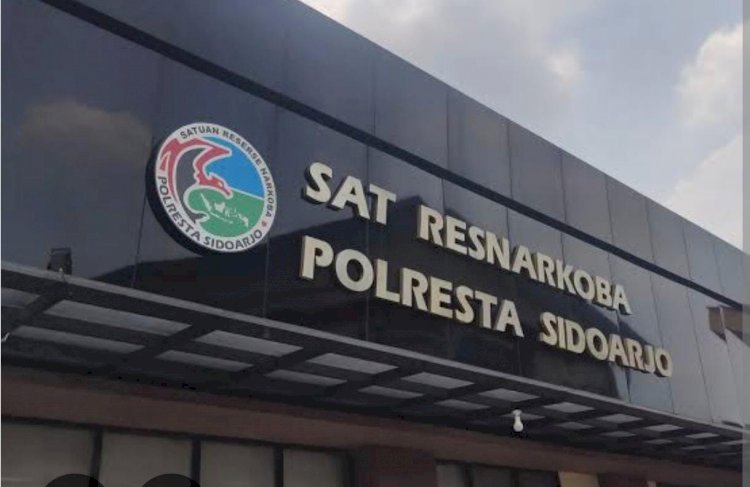 SATUAN RESERSE NARKOBA
POLRESTA SIDOARJO
SAT RESNARKOBA
POLRESTA SIDOARJO